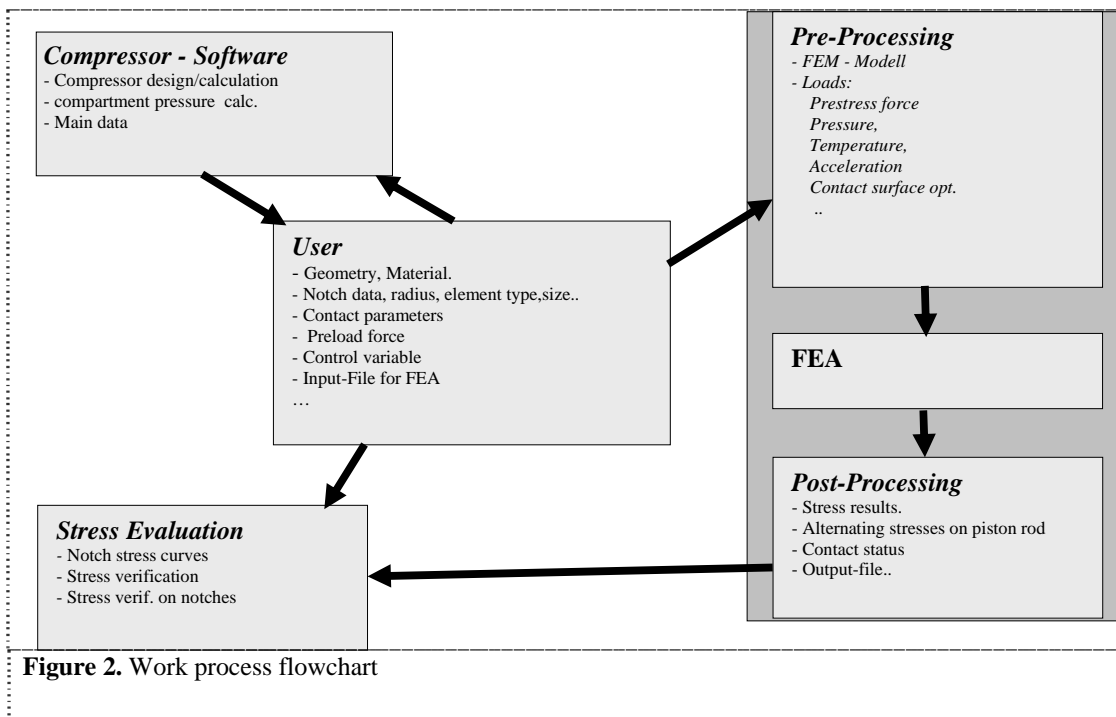 Compressor - Software
- Compressor design/calculation
- compartment pressure calc.
- Main data
Pre-Processing
- FEM - Modell
- Loads:
Prestress force
Pressure,
Temperature,
Acceleration
Contact surface opt.
..
User
- Geometry, Material.
- Notch data, radius, element type,size..
- Contact parameters
- Preload force
- Control variable
- Input-File for FEA
…
FEA
Post-Processing
- Stress results.
- Alternating stresses on piston rod
- Contact status
- Output-file..
Stress Evaluation
- Notch stress curves
- Stress verification
- Stress verif. on notches
Figure 2. Work process flowchart